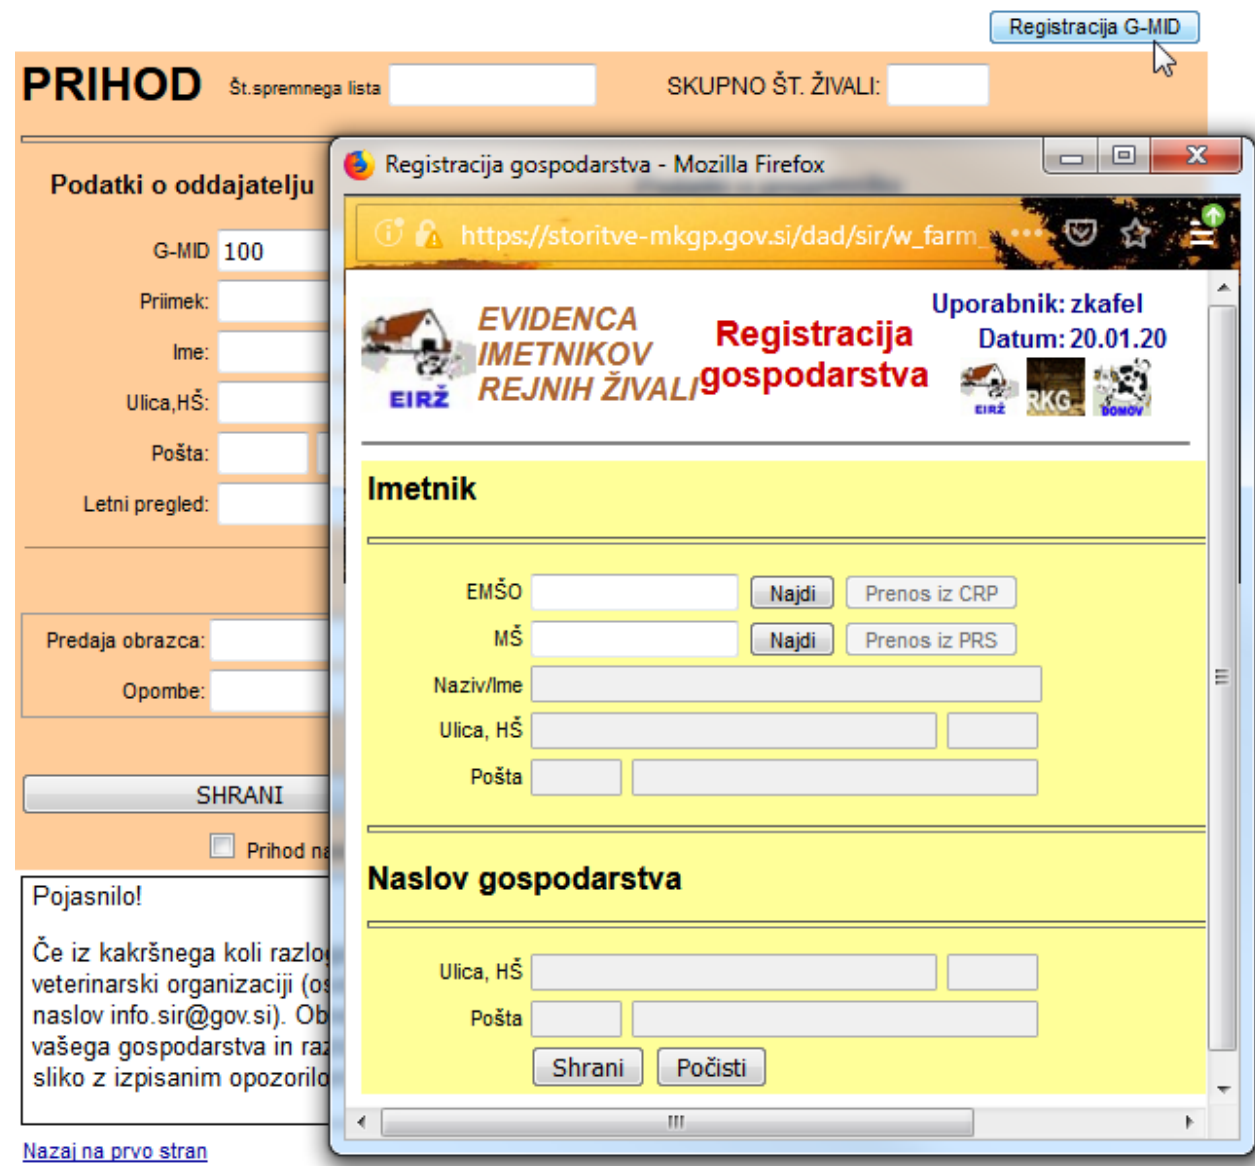 Registracija G-MID
PRIHOD Št.spremnega lista SKUPNO ŠT. ŽIVALI:
Podatki o oddajatelju
G-MID 100
Priimek:
Ime:
Ulica,HŠ:
Pošta:
Letni pregled:
Predaja obrazca:
Opombe:
SHRANI
Prihod na
Pojasnilo!
Če iz kakršnega koli razlog
veterinarski organizaciji (os
naslov info.sir@gov.si). Ob
vašega gospodarstva in raz
sliko z izpisanim opozorilo
Nazaj na prvo stran
Registracija gospodarstva - Mozilla Firefox
https://storitve-mkgp.gov.si/dad/sir/w_farm_
EIRŽ
EVIDENCA
IMETNIKOV
REJNIH ŽIVALI
Registracija
gospodarstva
Uporabnik: zkafel
Datum: 20.01.20
EIRŽ RKG DOMOV
Imetnik
EMŠO Najdi Prenos iz CRP
MŠ Najdi Prenos iz PRS
Naziv/Ime
Ulica, HŠ
Pošta
Naslov gospodarstva
Ulica, HŠ
Pošta
Shrani Počisti